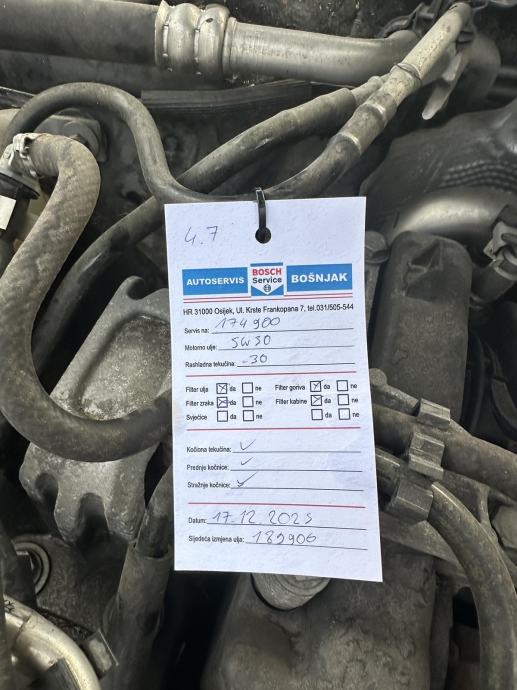 4.7
AUTOSERVIS BOSCH Service BOŠNJAK
HR 31000 Osijek, Ul. Krste Frankopana 7, tel.031/505-544
Servis na: 174900
Motorno ulje: 5W30
Rashladna tekućina: -30
Filter ulja da ne Filter goriva da ne
Filter zraka da ne Filter kabine da ne
Svjećice da ne da ne
Kočiona tekućina:
Prednje kočnice:
Stražnje kočnice:
Datum: 17.12.2025
Sljedeća izmjena ulja: 189900